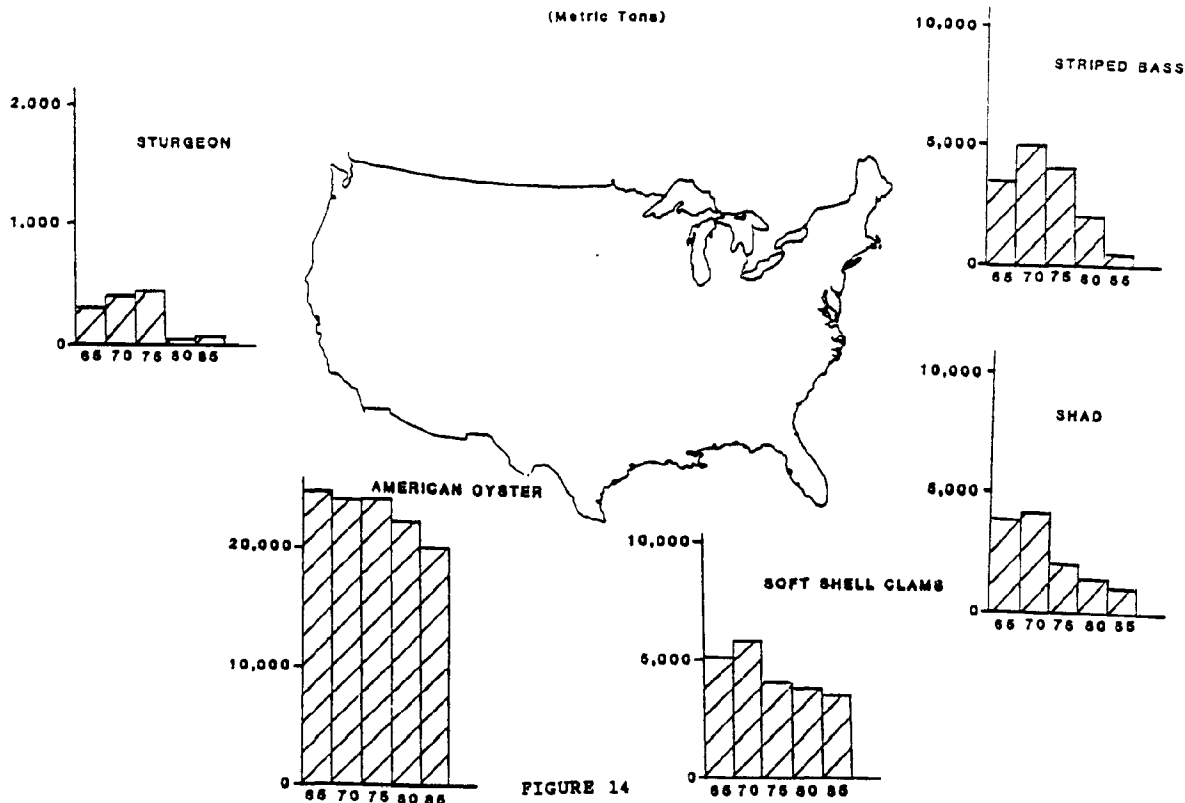 (Metric Tons)
STURGEON
2,000
1,000
0
65 70 75 80 85
STRIPED BASS
10,000
5,000
0
65 70 75 80 85
SHAD
10,000
5,000
0
65 70 75 80 85
AMERICAN OYSTER
20,000
10,000
0
65 70 75 80 85
SOFT SHELL CLAMS
10,000
5,000
0
65 70 75 80 85
FIGURE 14